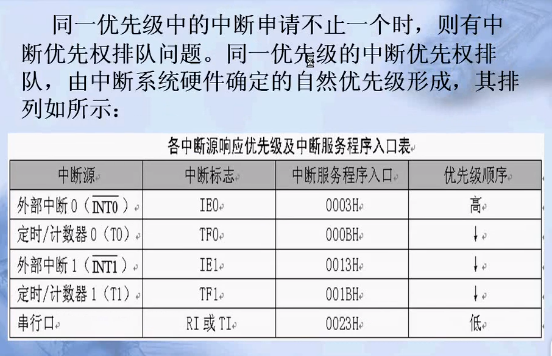 同一优先级中的中断申请不止一个时，则有中
断优先权排队问题。同一优先级的中断优先权排
队，由中断系统硬件确定的自然优先级形成，其排
列如所示：
各中断源响应优先级及中断服务程序入口表
中断源 中断标志 中断服务程序入口 优先级顺序
外部中断0（INT0） IE0 0003H 高
定时/计数器0（T0） TF0 000BH ↓
外部中断1（INT1） IE1 0013H ↓
定时/计数器1（T1） TF1 001BH ↓
串行口 RI或TI 0023H 低